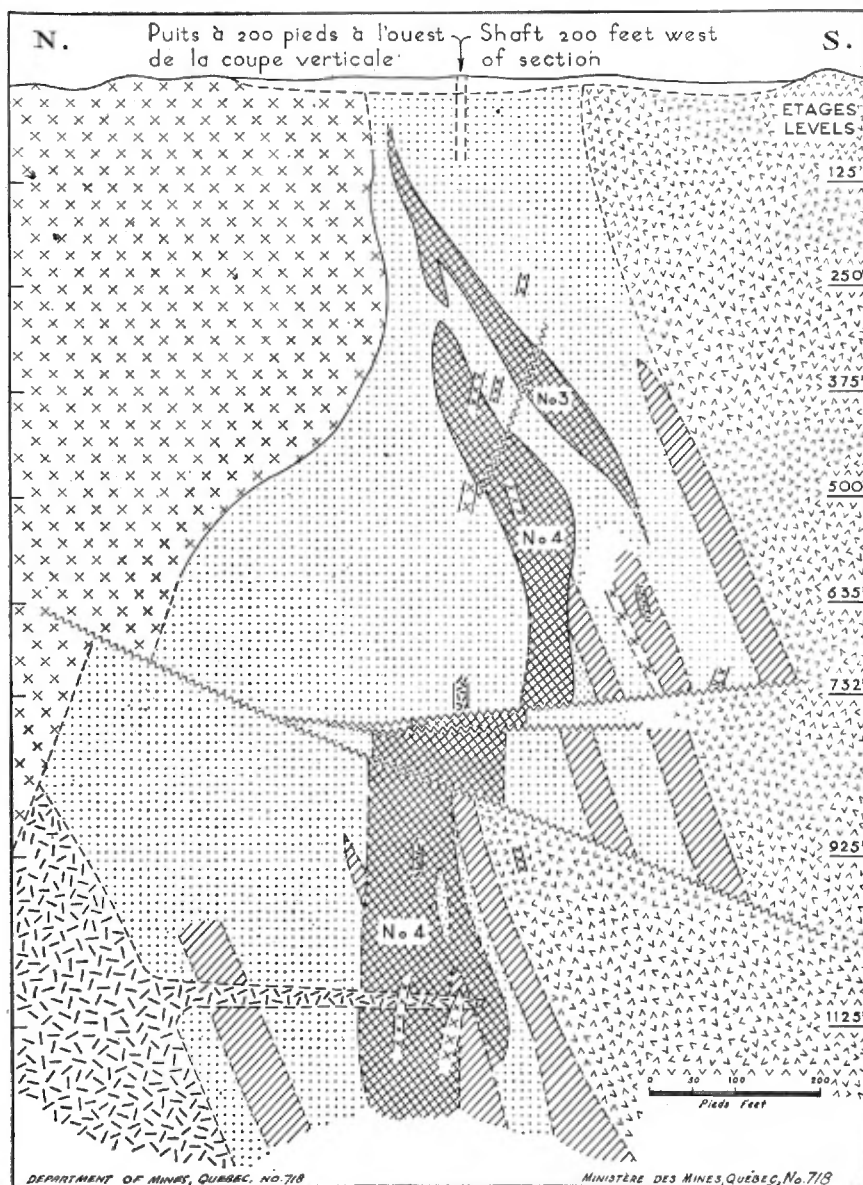 N.
Puits à 200 pieds à l'ouest
de la coupe verticale
Shaft 200 feet west
of section
S.
ETAGES
LEVELS
125'
250'
375'
No 3
500'
No 4
635'
732'
925'
No 4
1125'
0 100 200
Pieds Feet
DEPARTMENT OF MINES, QUEBEC, NO. 718
MINISTÈRE DES MINES, QUÉBEC, No. 718